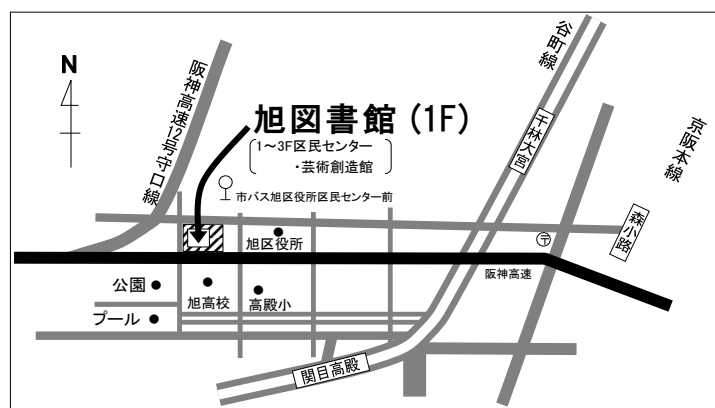 N
阪神高速12号守口線
旭図書館(1F)
1〜3F区民センター
・芸術創造館
市バス旭区役所区民センター前
谷町線
千林大宮
京阪本線
森小路
〒
旭区役所
阪神高速
公園
旭高校
高殿小
プール
関目高殿